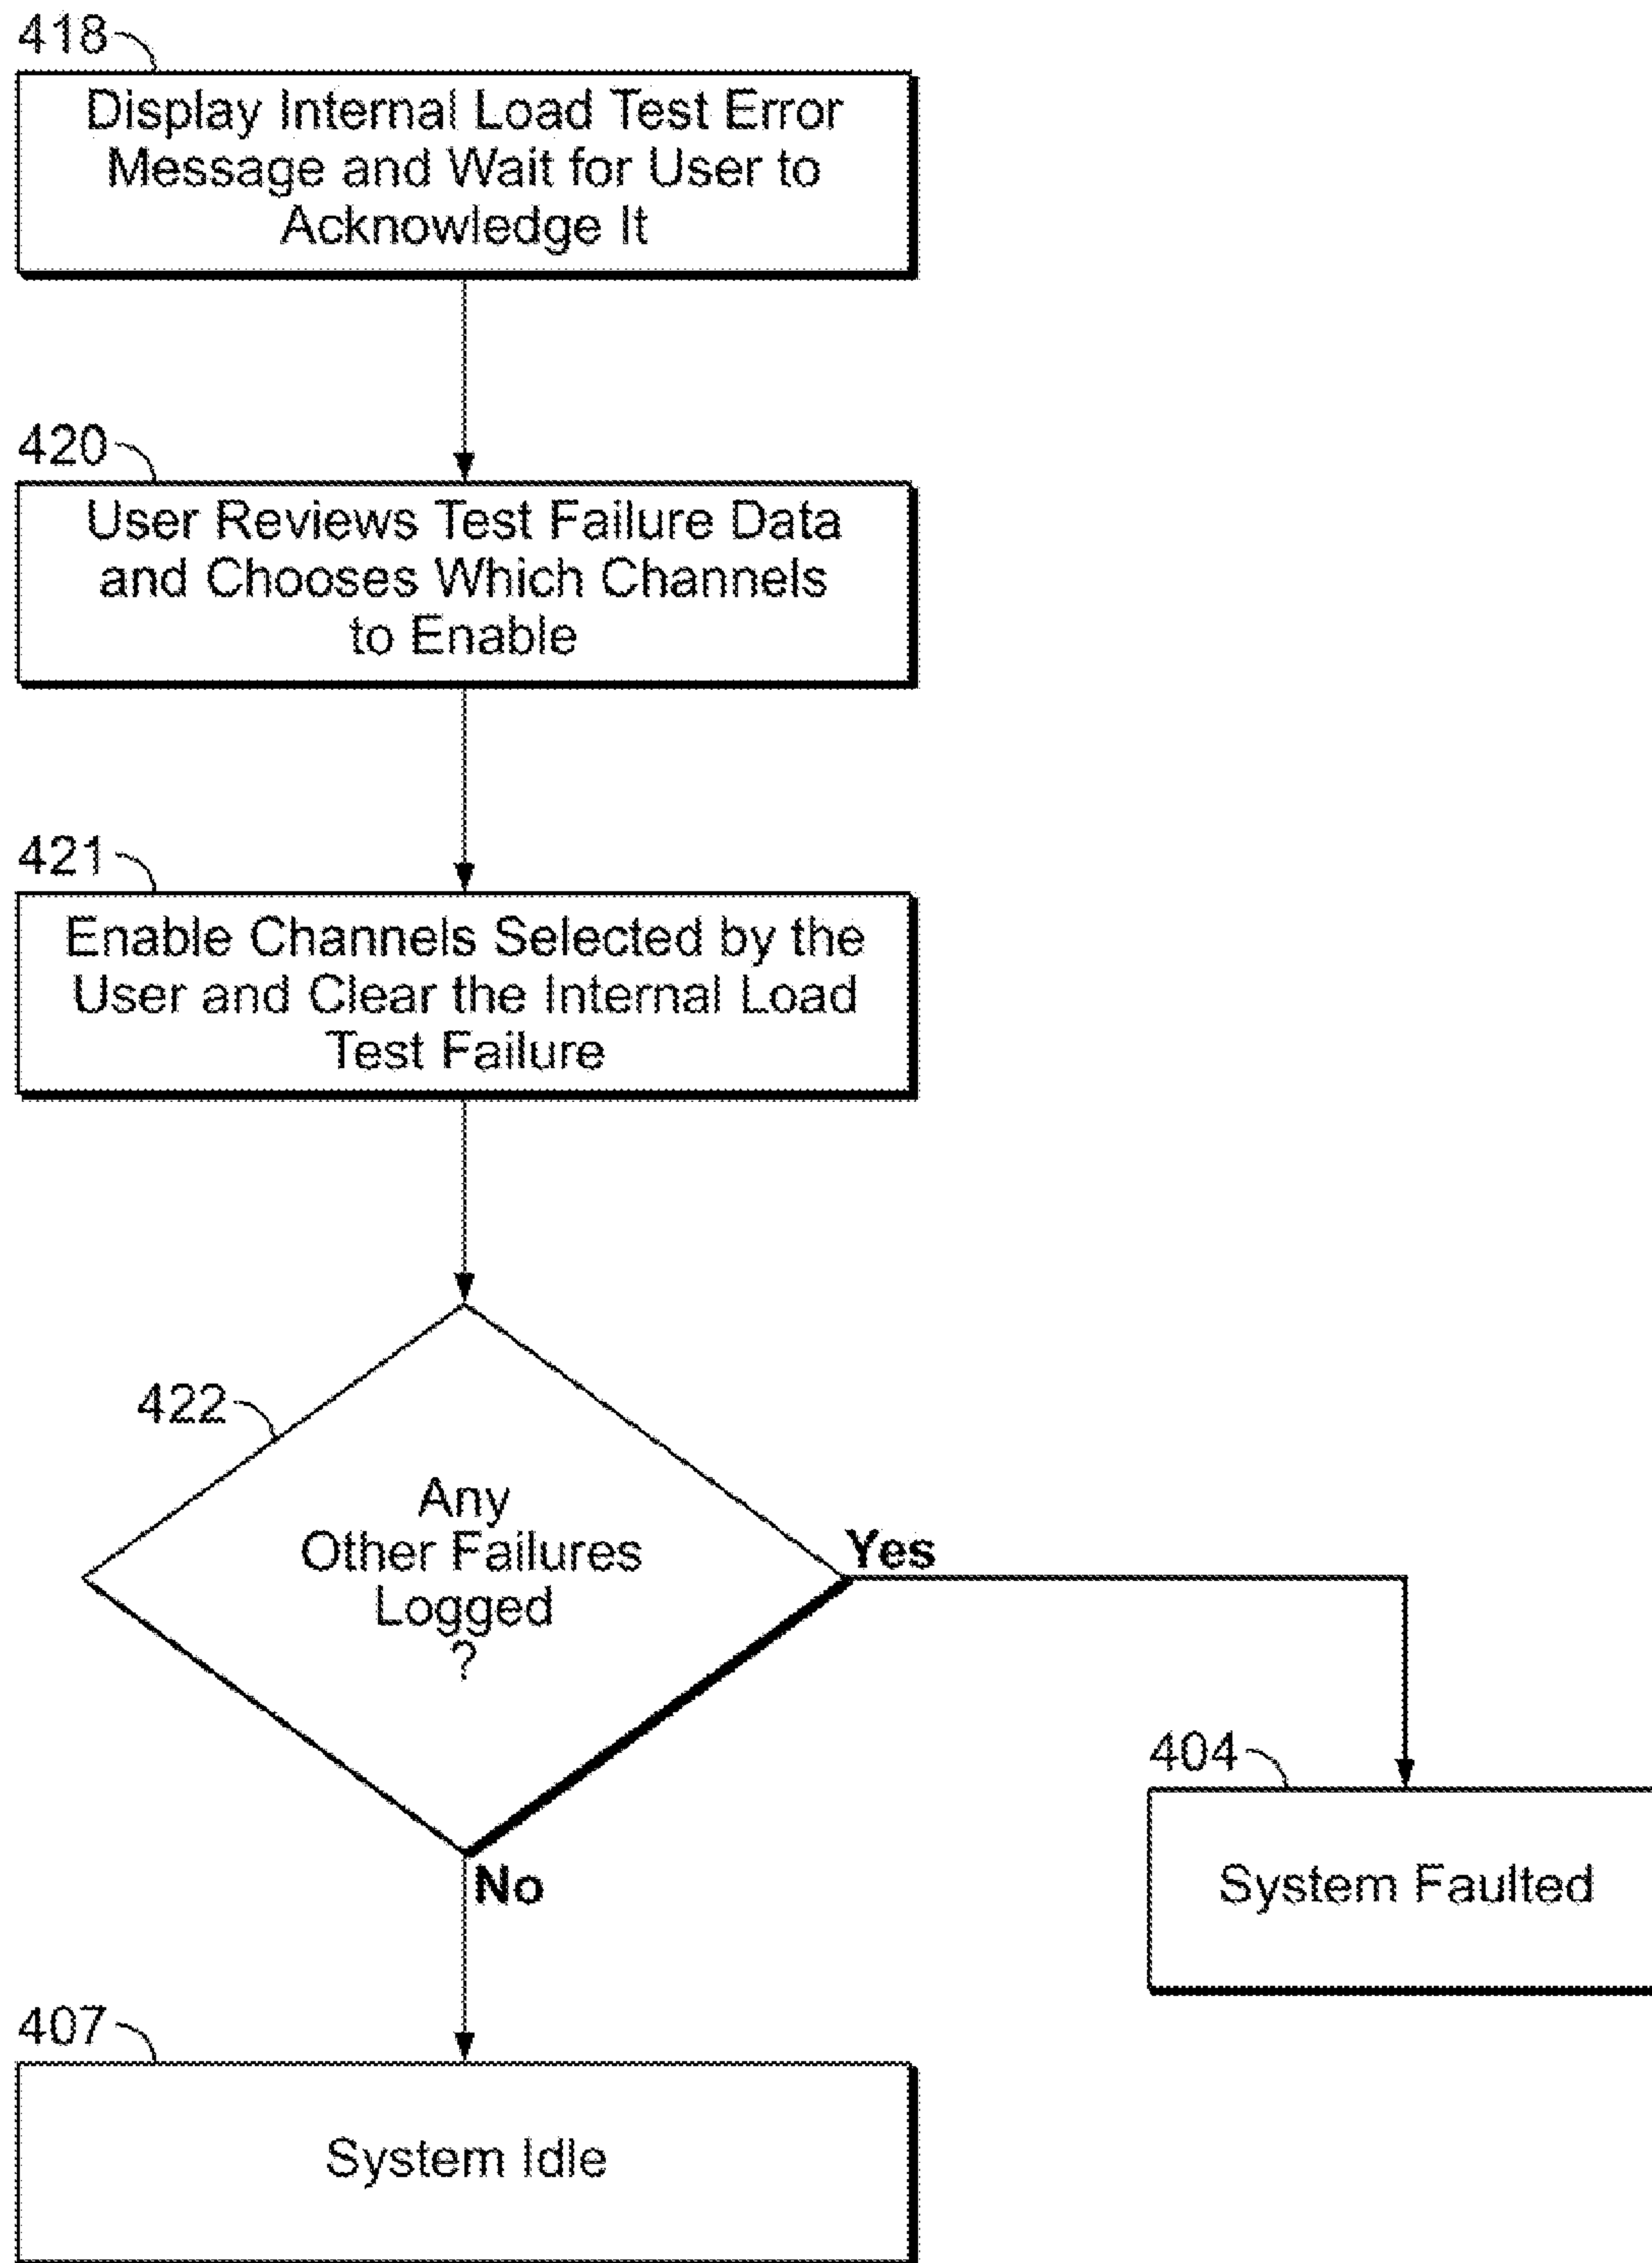 418
Display Internal Load Test Error
Message and Wait for User to
Acknowledge It
420
User Reviews Test Failure Data
and Chooses Which Channels
to Enable
421
Enable Channels Selected by the
User and Clear the Internal Load
Test Failure
422
Any
Other Failures
Logged
?
Yes
404
System Faulted
No
407
System Idle